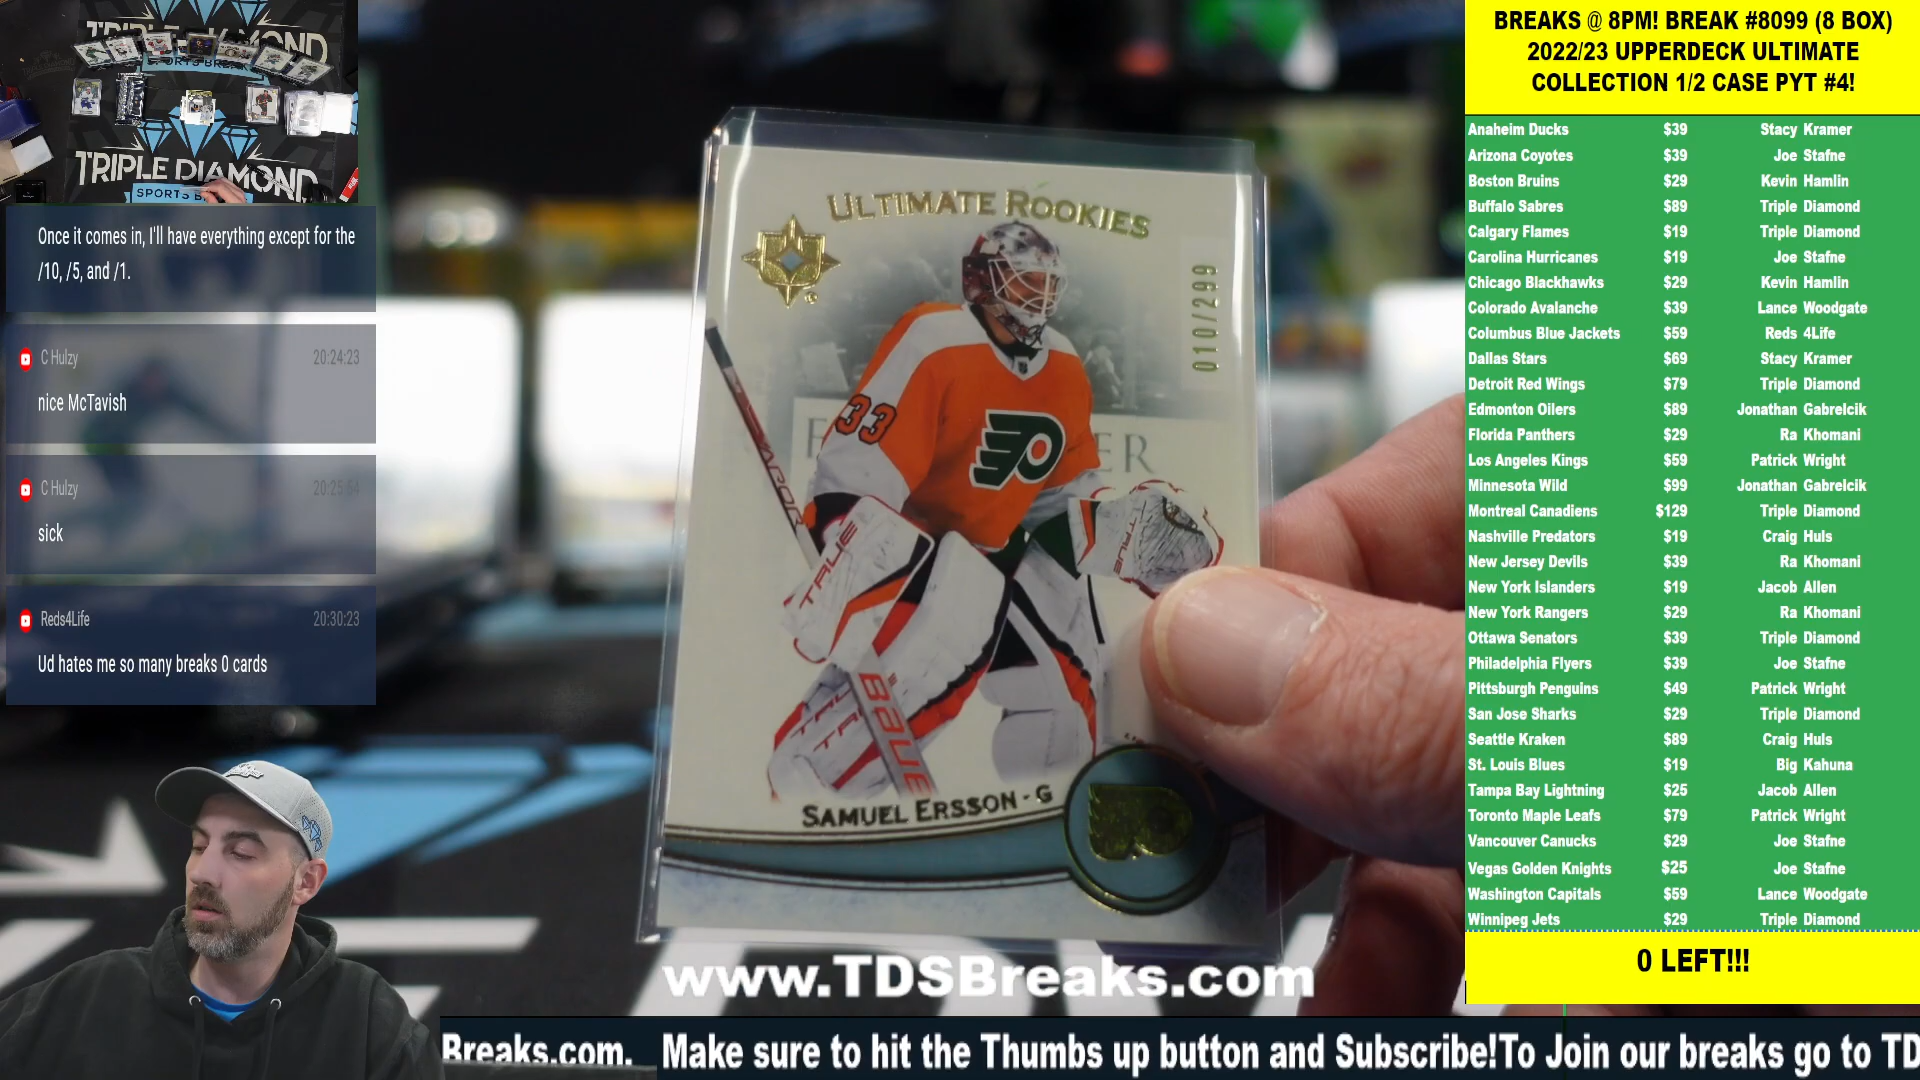 BREAKS @ 8PM! BREAK #8099 (8 BOX)
2022/23 UPPERDECK ULTIMATE
COLLECTION 1/2 CASE PYT #4!
Anaheim Ducks $39 Stacy Kramer
Arizona Coyotes $39 Joe Stafne
Boston Bruins $29 Kevin Hamlin
Buffalo Sabres $89 Triple Diamond
Calgary Flames $19 Triple Diamond
Carolina Hurricanes $19 Joe Stafne
Chicago Blackhawks $29 Kevin Hamlin
Colorado Avalanche $39 Lance Woodgate
Columbus Blue Jackets $59 Reds 4Life
Dallas Stars $69 Stacy Kramer
Detroit Red Wings $79 Triple Diamond
Edmonton Oilers $89 Jonathan Gabrelcik
Florida Panthers $29 Ra Khomani
Los Angeles Kings $59 Patrick Wright
Minnesota Wild $99 Jonathan Gabrelcik
Montreal Canadiens $129 Triple Diamond
Nashville Predators $19 Craig Huls
New Jersey Devils $39 Ra Khomani
New York Islanders $19 Jacob Allen
New York Rangers $29 Ra Khomani
Ottawa Senators $39 Triple Diamond
Philadelphia Flyers $39 Joe Stafne
Pittsburgh Penguins $49 Patrick Wright
San Jose Sharks $29 Triple Diamond
Seattle Kraken $89 Craig Huls
St. Louis Blues $19 Big Kahuna
Tampa Bay Lightning $25 Jacob Allen
Toronto Maple Leafs $79 Patrick Wright
Vancouver Canucks $29 Joe Stafne
Vegas Golden Knights $25 Joe Stafne
Washington Capitals $59 Lance Woodgate
Winnipeg Jets $29 Triple Diamond
0 LEFT!!!
TRIPLE DIAMOND
SPORTS BREAK
TRIPLE DIAMOND
SPORTS B
Once it comes in, I'll have everything except for the
/10, /5, and /1.
C Hulzy 20:24:23
nice McTavish
C Hulzy 20:25:54
sick
Reds4Life 20:30:23
Ud hates me so many breaks 0 cards
ULTIMATE ROOKIES
010/299
33
VAPOR
TRUE
TRUE
BAUE
SAMUEL ERSSON - G
www.TDSBreaks.com
Breaks.com. Make sure to hit the Thumbs up button and Subscribe!To Join our breaks go to TD